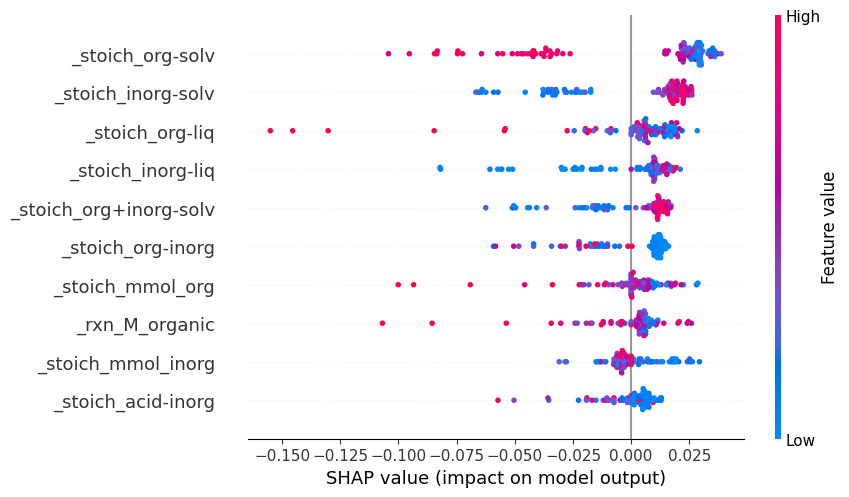 High
_stoich_org-solv
_stoich_inorg-solv
_stoich_org-liq
_stoich_inorg-liq
_stoich_org+inorg-solv
_stoich_org-inorg
_stoich_mmol_org
_rxn_M_organic
_stoich_mmol_inorg
_stoich_acid-inorg
Feature value
Low
−0.150 −0.125 −0.100 −0.075 −0.050 −0.025 0.000 0.025
SHAP value (impact on model output)